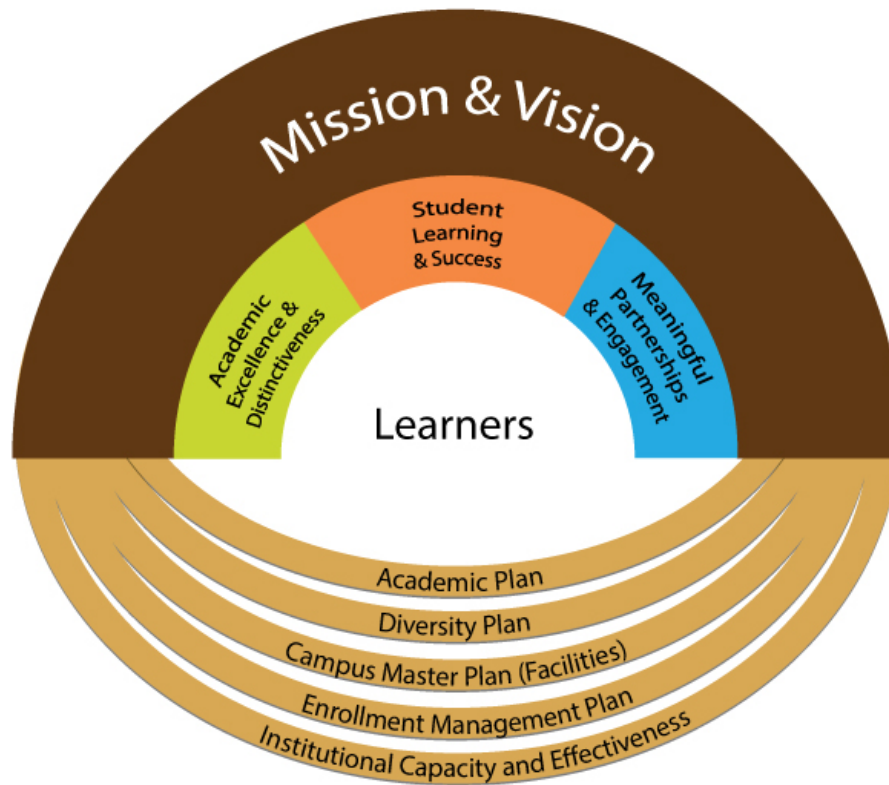 Mission & Vision
Academic
Excellence &
Distinctiveness
Student
Learning
& Success
Meaningful
Partnerships
& Engagement
Learners
Academic Plan
Diversity Plan
Campus Master Plan (Facilities)
Enrollment Management Plan
Institutional Capacity and Effectiveness